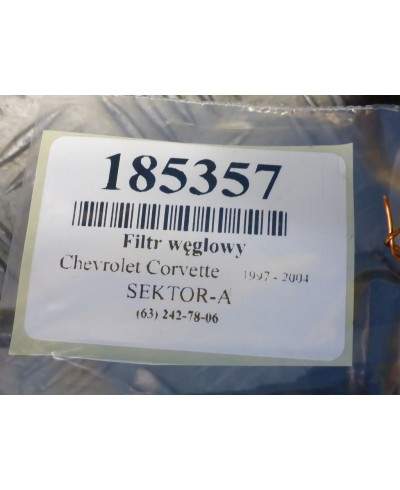 185357
Filtr węglowy
Chevrolet Corvette 1997 - 2004
SEKTOR-A
(63) 242-78-06